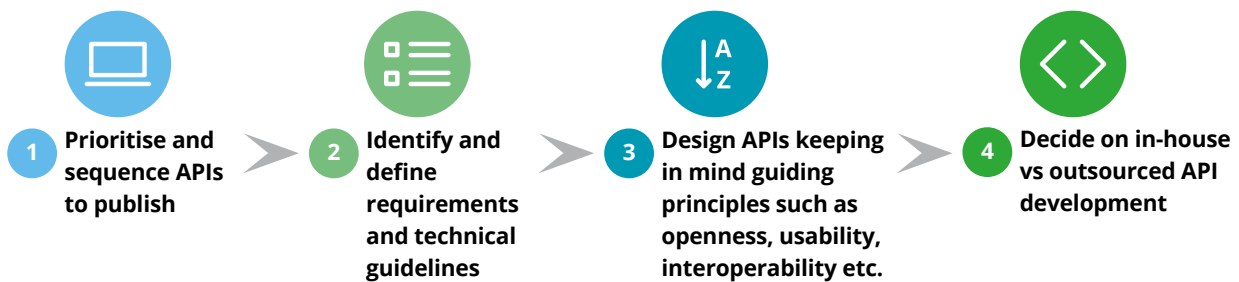 1
Prioritise and
sequence APIs
to publish
2
Identify and
define
requirements
and technical
guidelines
A
Z
3
Design APIs keeping
in mind guiding
principles such as
openness, usability,
interoperability etc.
4
Decide on in-house
vs outsourced API
development